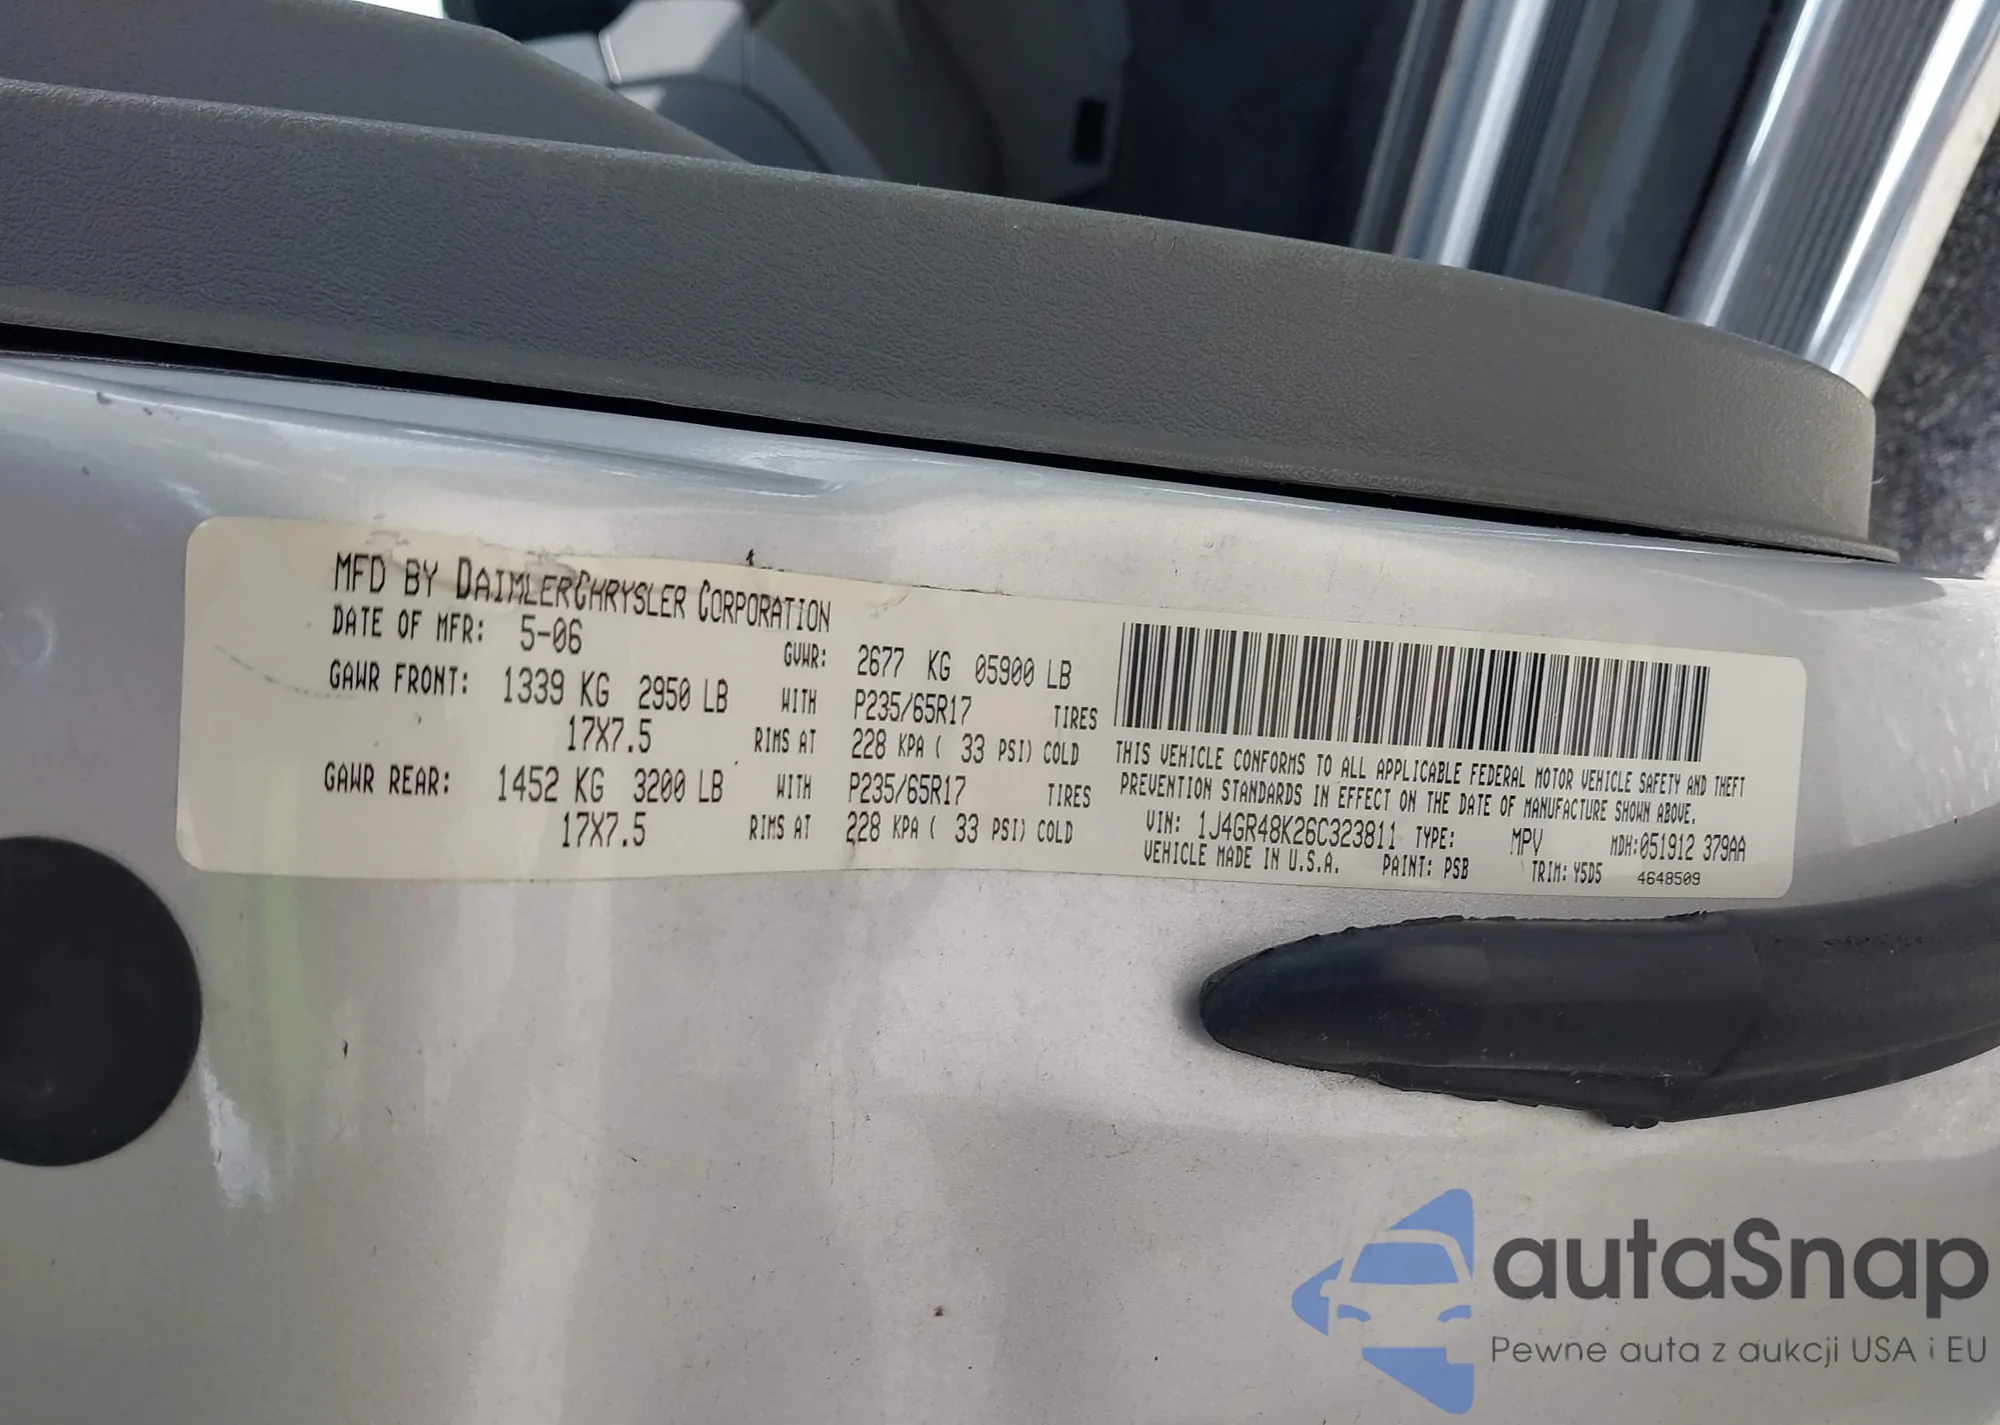 MFD BY DAIMLERCHRYSLER CORPORATION
DATE OF MFR: 5-06 GVWR: 2677 KG 05900 LB
GAWR FRONT: 1339 KG 2950 LB WITH P235/65R17 TIRES
17X7.5 RIMS AT 228 KPA ( 33 PSI) COLD
GAWR REAR: 1452 KG 3200 LB WITH P235/65R17 TIRES
17X7.5 RIMS AT 228 KPA ( 33 PSI) COLD
THIS VEHICLE CONFORMS TO ALL APPLICABLE FEDERAL MOTOR VEHICLE SAFETY AND THEFT
PREVENTION STANDARDS IN EFFECT ON THE DATE OF MANUFACTURE SHOWN ABOVE.
VIN: 1J4GR48K26C323811 TYPE: MPV MDH:051912 379AA
VEHICLE MADE IN U.S.A. PAINT: PSB TRIM: Y5D5 4648509
autaSnap
Pewne auta z aukcji USA i EU